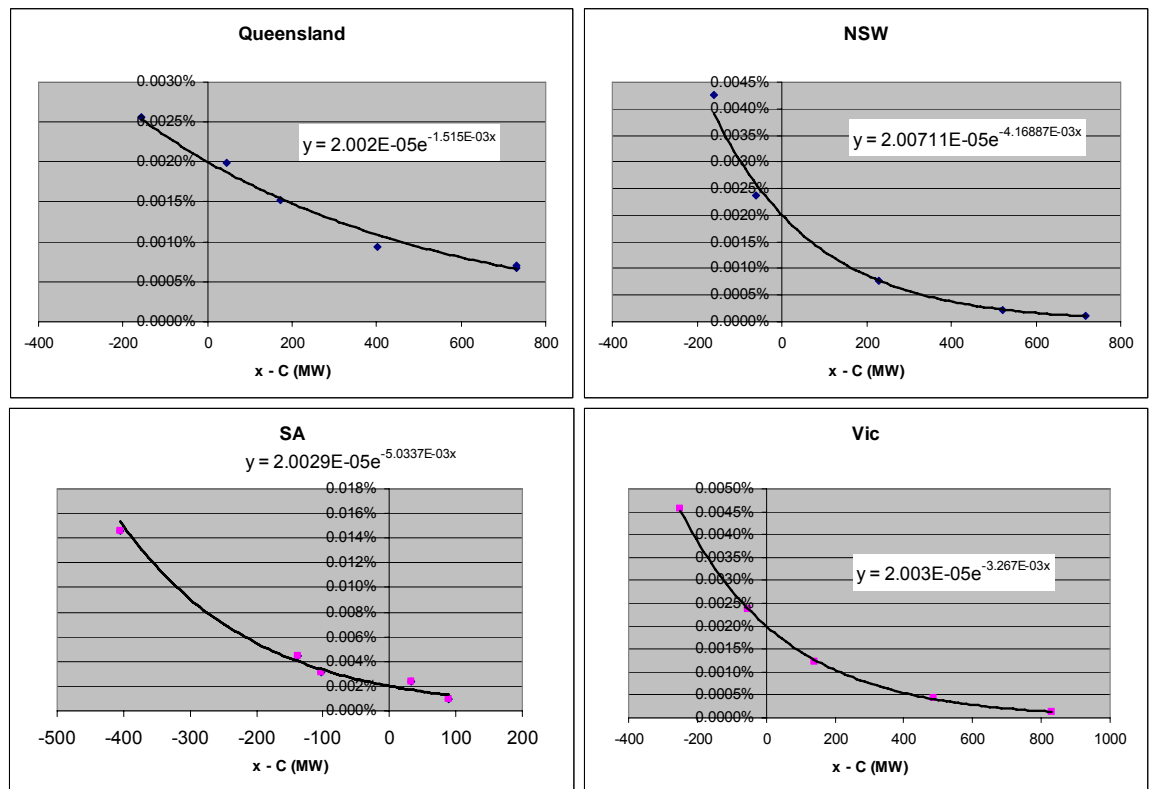 Queensland
0.0030%
0.0025%
0.0020%
0.0015%
0.0010%
0.0005%
0.0000%
y = 2.002E-05e^-1.515E-03x
-400 -200 0 200 400 600 800
x - C (MW)
NSW
0.0045%
0.0040%
0.0035%
0.0030%
0.0025%
0.0020%
0.0015%
0.0010%
0.0005%
0.0000%
y = 2.00711E-05e^-4.16887E-03x
-400 -200 0 200 400 600 800
x - C (MW)
SA
y = 2.0029E-05e^-5.0337E-03x
0.018%
0.016%
0.014%
0.012%
0.010%
0.008%
0.006%
0.004%
0.002%
0.000%
-500 -400 -300 -200 -100 0 100 200
x - C (MW)
Vic
0.0050%
0.0045%
0.0040%
0.0035%
0.0030%
0.0025%
0.0020%
0.0015%
0.0010%
0.0005%
0.0000%
y = 2.003E-05e^-3.267E-03x
-400 -200 0 200 400 600 800 1000
x - C (MW)